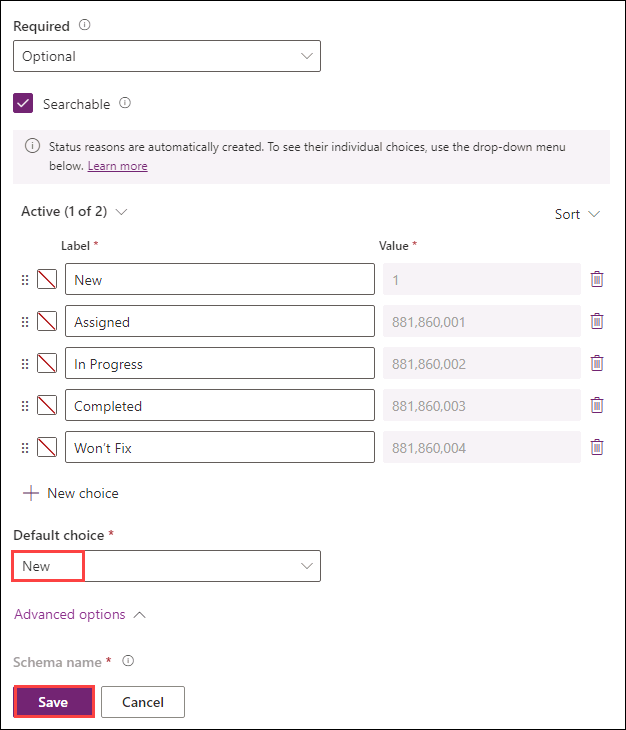 Required
Optional
Searchable
Status reasons are automatically created. To see their individual choices, use the drop-down menu
below. Learn more
Active (1 of 2)
Sort
Label * Value *
New 1
Assigned 881,860,001
In Progress 881,860,002
Completed 881,860,003
Won't Fix 881,860,004
New choice
Default choice *
New
Advanced options
Schema name *
Save Cancel